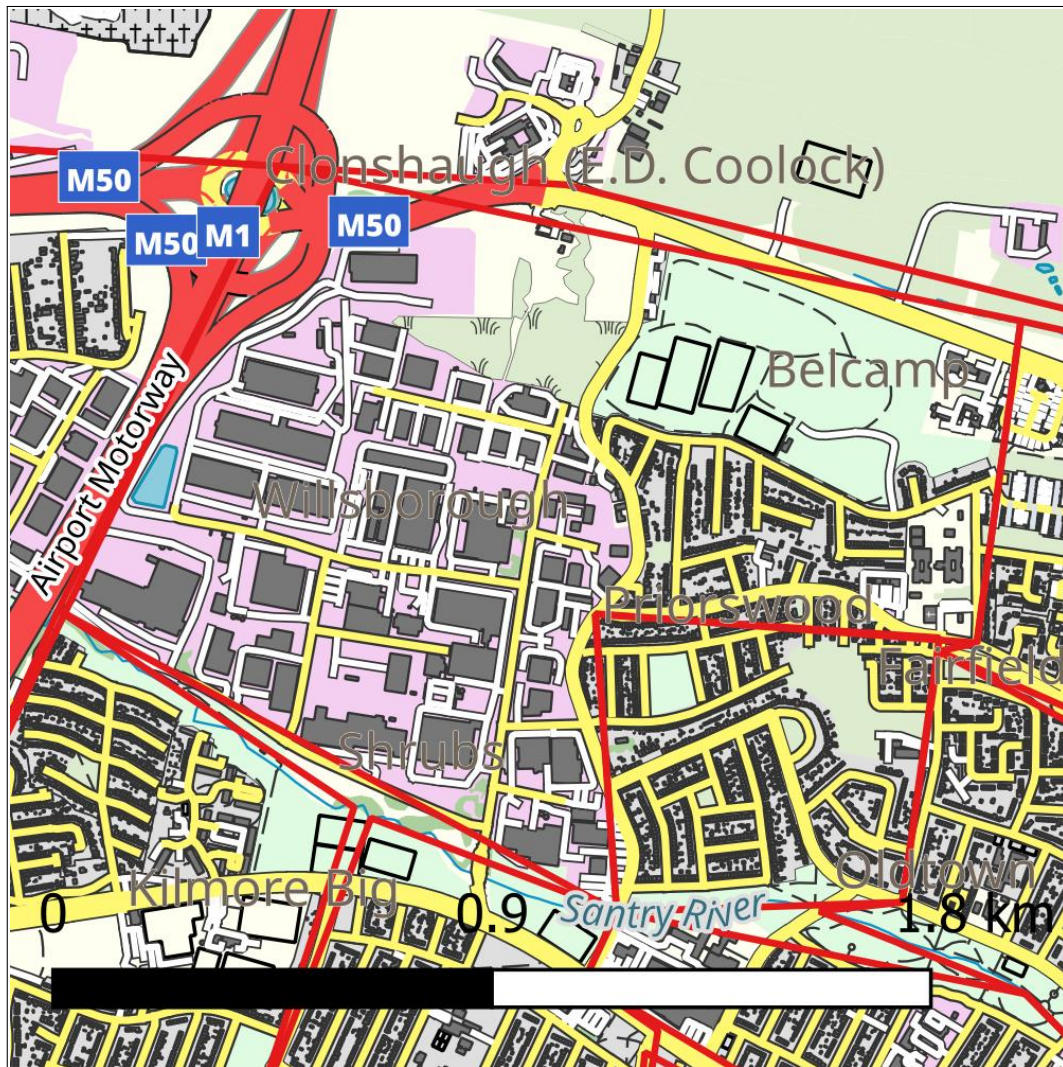 Clonshaugh (E.D. Coolock)
M50
M50
M1
M50
Belcamp
Airport Motorway
Willsborough
Priorswood
Fairfield
Shrubs
Oldtown
Kilmore Big
Santry River
0 0.9 1.8 km